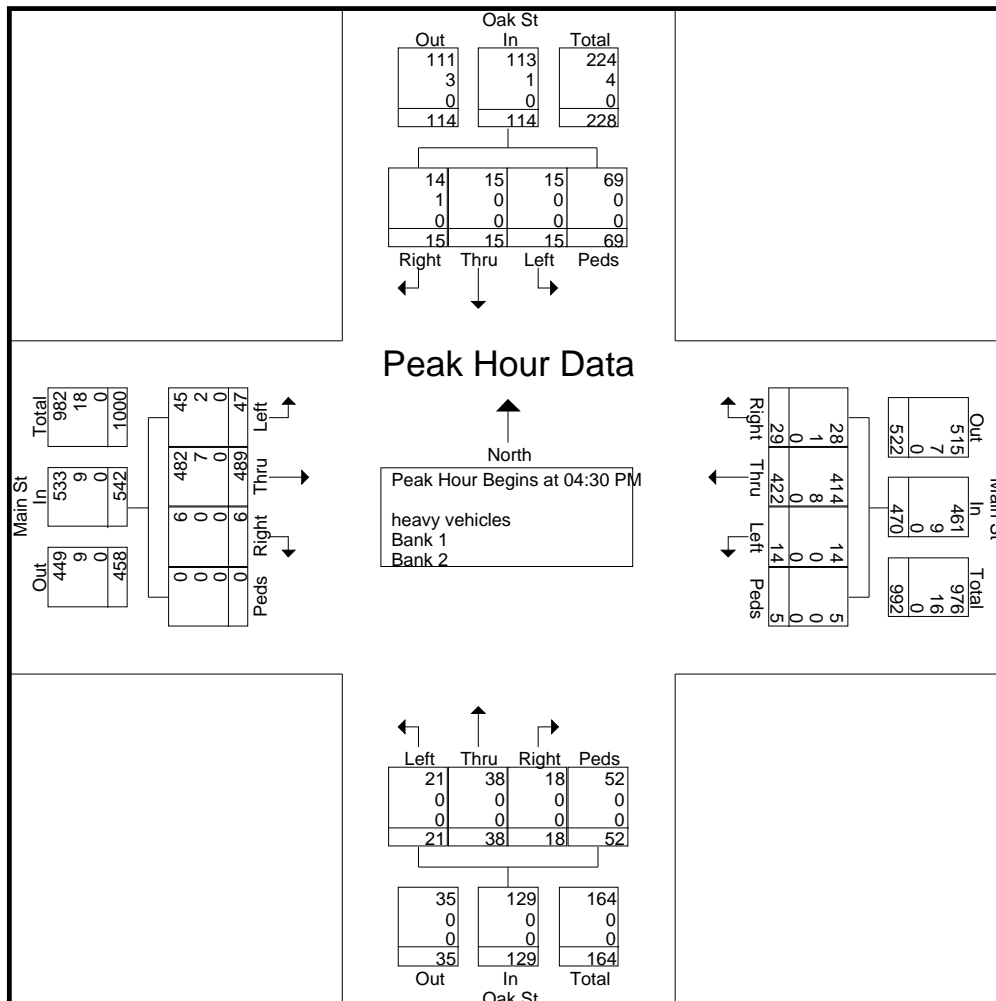 Oak St
Out In Total
111 113 224
3 1 4
0 0 0
114 114 228
14 15 15 69
1 0 0 0
0 0 0 0
15 15 15 69
Right Thru Left Peds
Peak Hour Data
North
Peak Hour Begins at 04:30 PM
heavy vehicles
Bank 1
Bank 2
Main St
Out In Total
449 533 982
9 9 18
0 0 0
458 542 1000
Peds Right Thru Left
0 6 482 45
0 0 7 2
0 0 0 0
0 6 489 47
Main St
Out In Total
515 461 976
7 9 16
0 0 0
522 470 992
28 414 14 5
1 8 0 0
0 0 0 0
29 422 14 5
Right Thru Left Peds
Left Thru Right Peds
21 38 18 52
0 0 0 0
0 0 0 0
21 38 18 52
35 129 164
0 0 0
0 0 0
35 129 164
Out In Total
Oak St